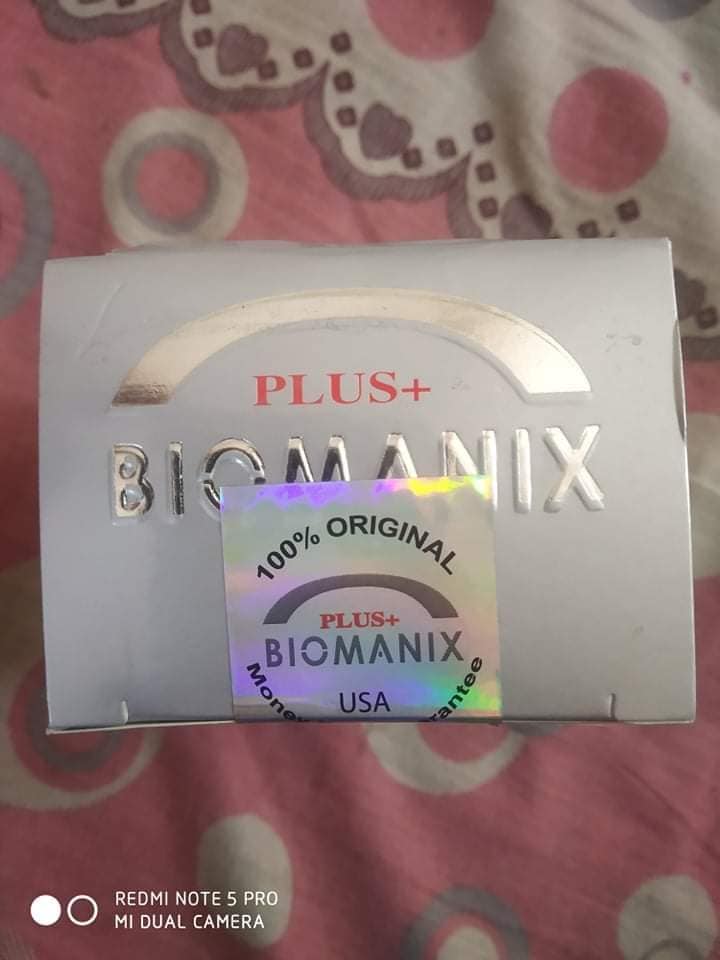 PLUS+
BIOMANIX
100% ORIGINAL
PLUS+
BIOMANIX
USA
REDMI NOTE 5 PRO
MI DUAL CAMERA